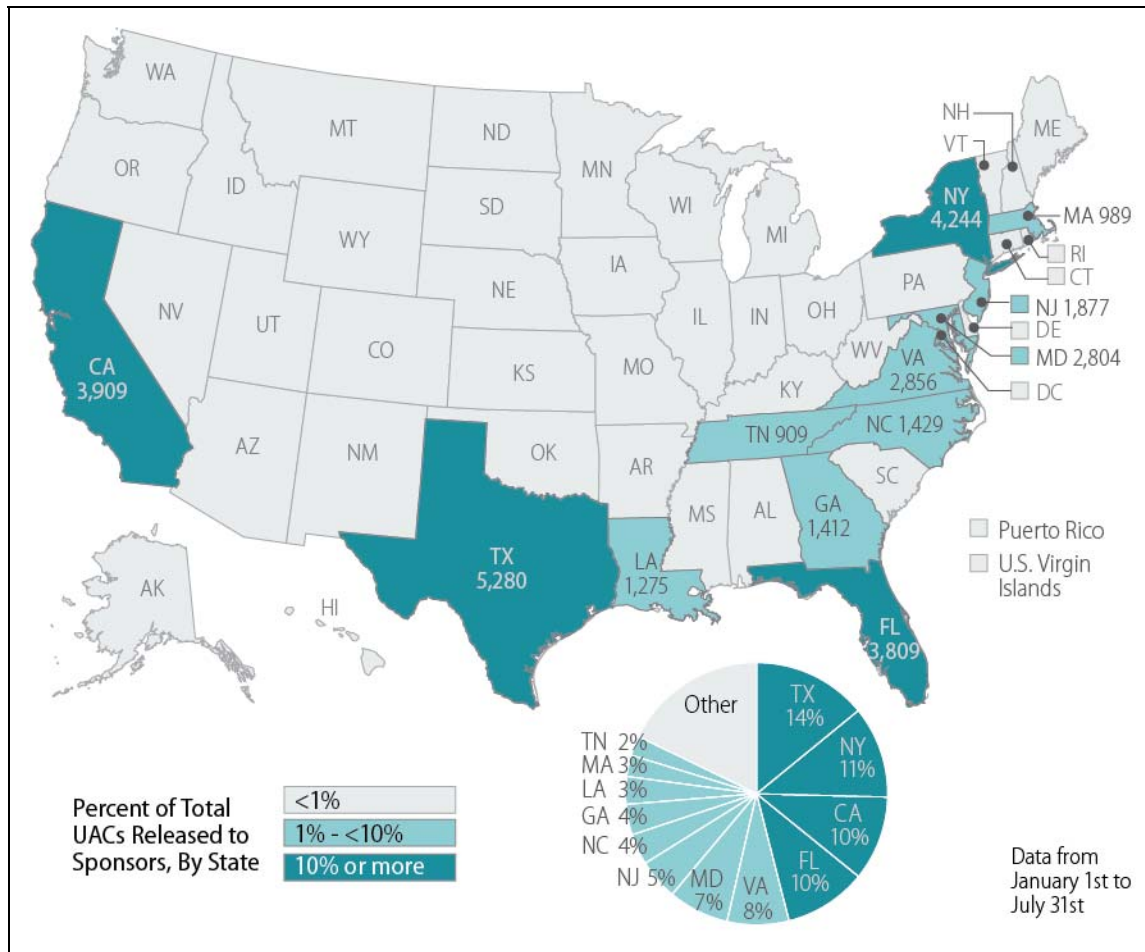 WA
MT
ND
MN
OR
ID
SD
WI
MI
WY
NH
VT
ME
NY
4,244
MA 989
RI
CT
NJ 1,877
DE
MD 2,804
DC
PA
IA
NE
NV
UT
CO
IL
IN
OH
WV
VA
2,856
KS
MO
KY
CA
3,909
TN 909
NC 1,429
AZ
NM
OK
AR
SC
MS
AL
GA
1,412
TX
5,280
LA
1,275
FL
3,809
Puerto Rico
U.S. Virgin
Islands
AK
HI
Other
TX
14%
NY
11%
CA
10%
FL
10%
VA
8%
MD
7%
NJ 5%
NC 4%
GA 4%
LA 3%
MA 3%
TN 2%
Percent of Total
UACs Released to
Sponsors, By State
<1%
1% - <10%
10% or more
Data from
January 1st to
July 31st